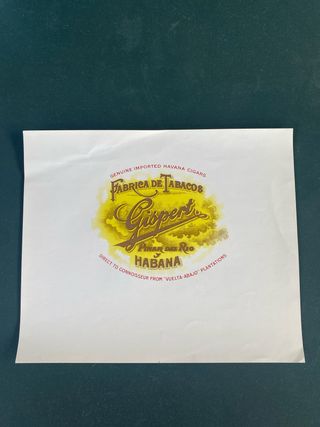 GENUINE IMPORTED HAVANA CIGARS
FABRICA DE TABACOS
Gispert
PINAR DEL RIO
Y
HABANA
DIRECT TO CONNOISSEUR FROM "VUELTA-ABAJO" PLANTATIONS